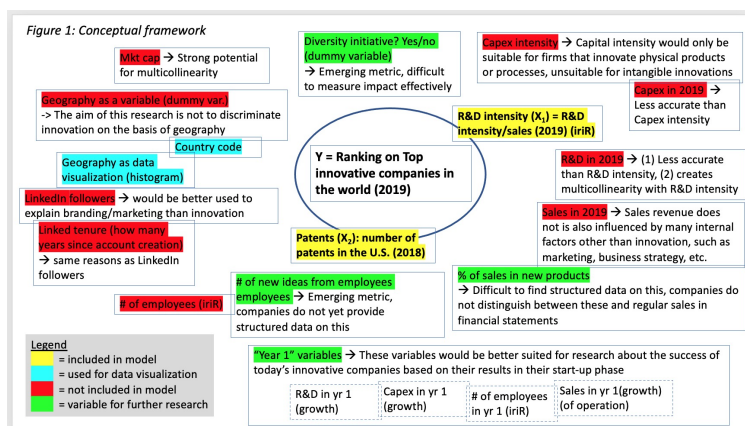 Figure 1: Conceptual framework
Mkt cap → Strong potential
for multicollinearity
Diversity initiative? Yes/no
(dummy variable)
→ Emerging metric, difficult
to measure impact effectively
Capex intensity → Capital intensity would only be
suitable for firms that innovate physical products
or processes, unsuitable for intangible innovations
Capex in 2019 →
Less accurate than
Capex intensity
Geography as a variable (dummy var.)
-> The aim of this research is not to discriminate
innovation on the basis of geography
R&D intensity (X1) = R&D
intensity/sales (2019) (iriR)
Country code
Geography as data
visualization (histogram)
Y = Ranking on Top
innovative companies in
the world (2019)
R&D in 2019 → (1) Less accurate
than R&D intensity, (2) creates
multicollinearity with R&D intensity
LinkedIn followers → would be better used to
explain branding/marketing than innovation
Linked tenure (how many
years since account creation)
→ same reasons as LinkedIn
followers
Sales in 2019 → Sales revenue does
not is also influenced by many internal
factors other than innovation, such as
marketing, business strategy, etc.
Patents (X2): number of
patents in the U.S. (2018)
# of new ideas from employees
employees → Emerging metric,
companies do not yet provide
structured data on this
% of sales in new products
→ Difficult to find structured data on this, companies do
not distinguish between these and regular sales in
financial statements
# of employees (iriR)
Legend
= included in model
= used for data visualization
= not included in model
= variable for further research
"Year 1" variables → These variables would be better suited for research about the success of
today's innovative companies based on their results in their start-up phase
R&D in yr 1
(growth)
Capex in yr 1
(growth)
# of employees
in yr 1 (iriR)
Sales in yr 1(growth)
(of operation)